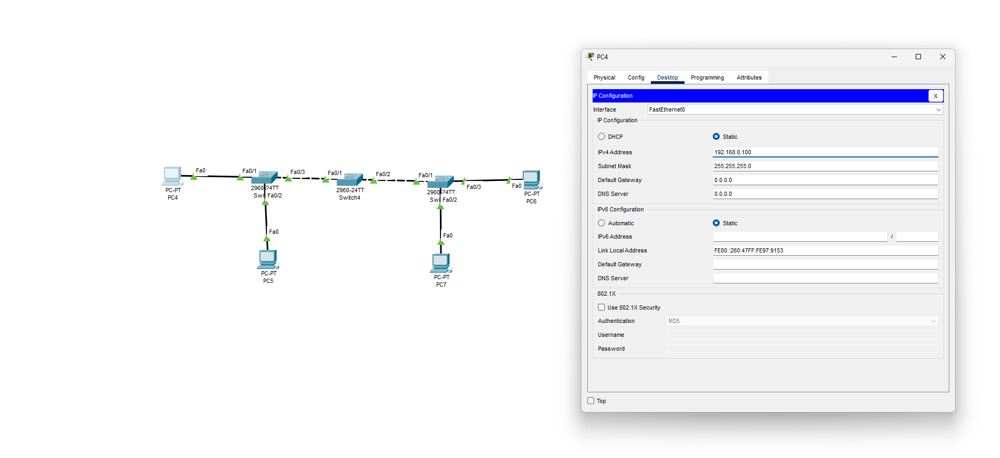 PC4
Physical Config Desktop Programming Attributes
IP Configuration X
Interface FastEthernet0
IP Configuration
DHCP Static
IPv4 Address 192.168.0.100
Subnet Mask 255.255.255.0
Default Gateway 0.0.0.0
DNS Server 0.0.0.0
IPv6 Configuration
Automatic Static
IPv6 Address /
Link Local Address FE80::260:47FF:FE97:9153
Default Gateway
DNS Server
802.1X
Use 802.1X Security
Authentication MD5
Username
Password
Top
Fa0 Fa0/1 Fa0/3 Fa0/1 Fa0/2 Fa0/1 Fa0/3 Fa0
PC-PT
PC4
2960-24TT
Fa0/2
2960-24TT
Switch4
2960-24TT
Fa0/2
PC-PT
PC6
Fa0
PC-PT
PC5
Fa0
PC-PT
PC7